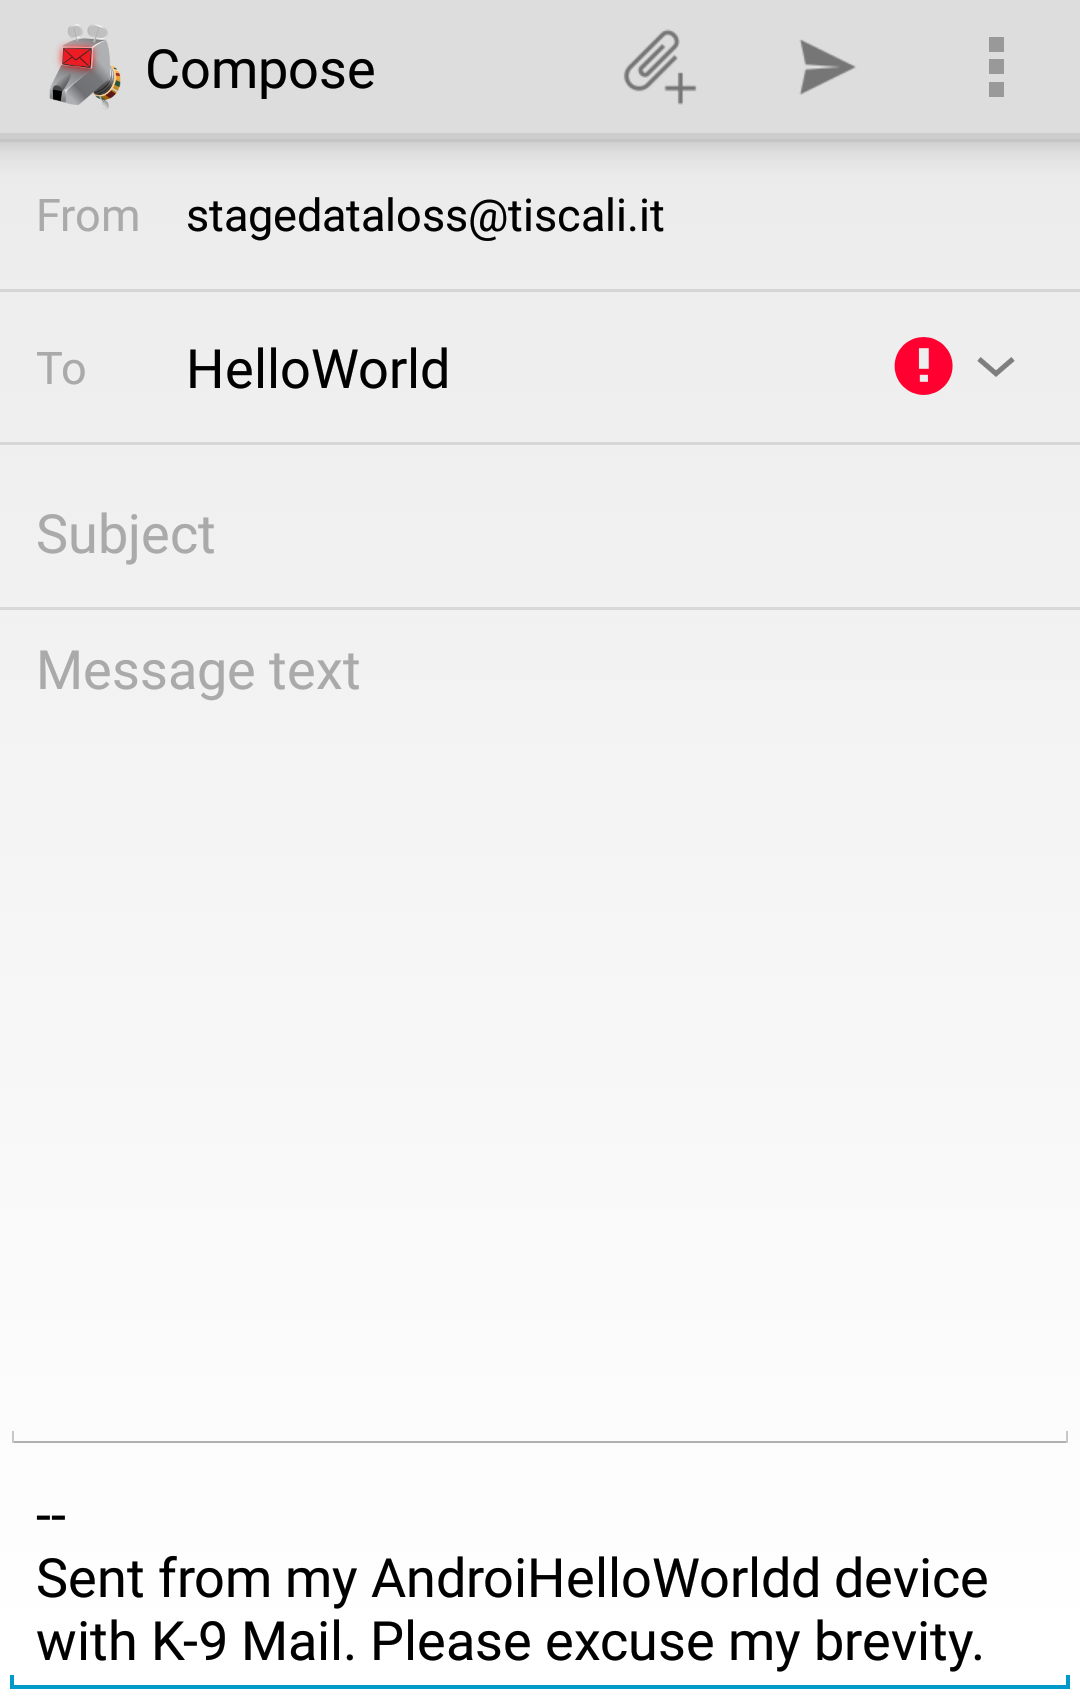 Compose
From stagedataloss@tiscali.it
To HelloWorld
Subject
Message text
--
Sent from my AndroiHelloWorldd device
with K-9 Mail. Please excuse my brevity.